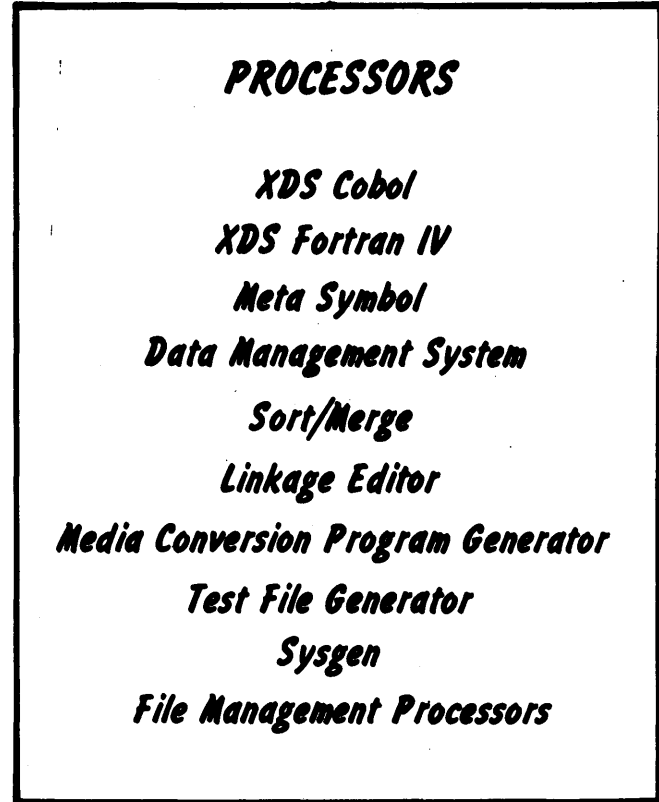 PROCESSORS
XDS Cobol
XDS Fortran IV
Meta Symbol
Data Management System
Sort/Merge
Linkage Editor
Media Conversion Program Generator
Test File Generator
Sysgen
File Management Processors